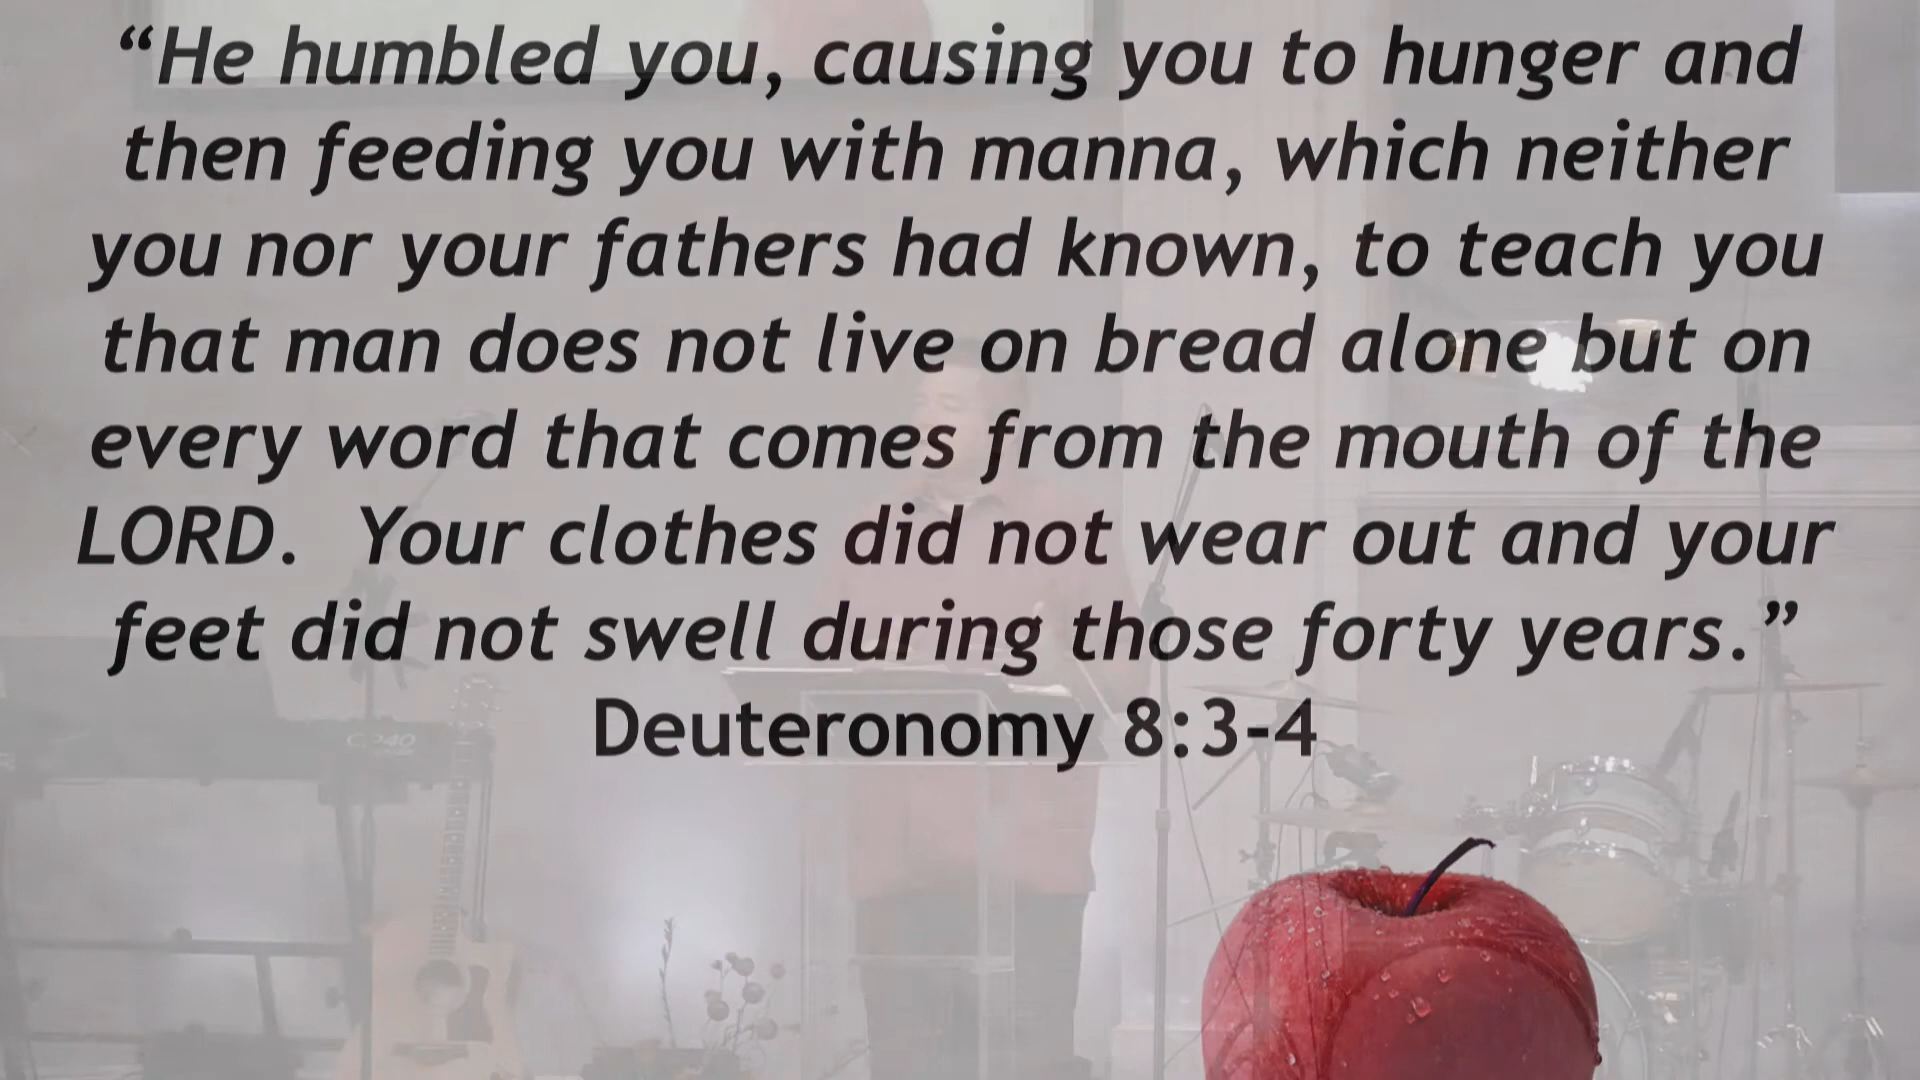 “He humbled you, causing you to hunger and
then feeding you with manna, which neither
you nor your fathers had known, to teach you
that man does not live on bread alone but on
every word that comes from the mouth of the
LORD.  Your clothes did not wear out and your
feet did not swell during those forty years.”
Deuteronomy 8:3-4
CP40